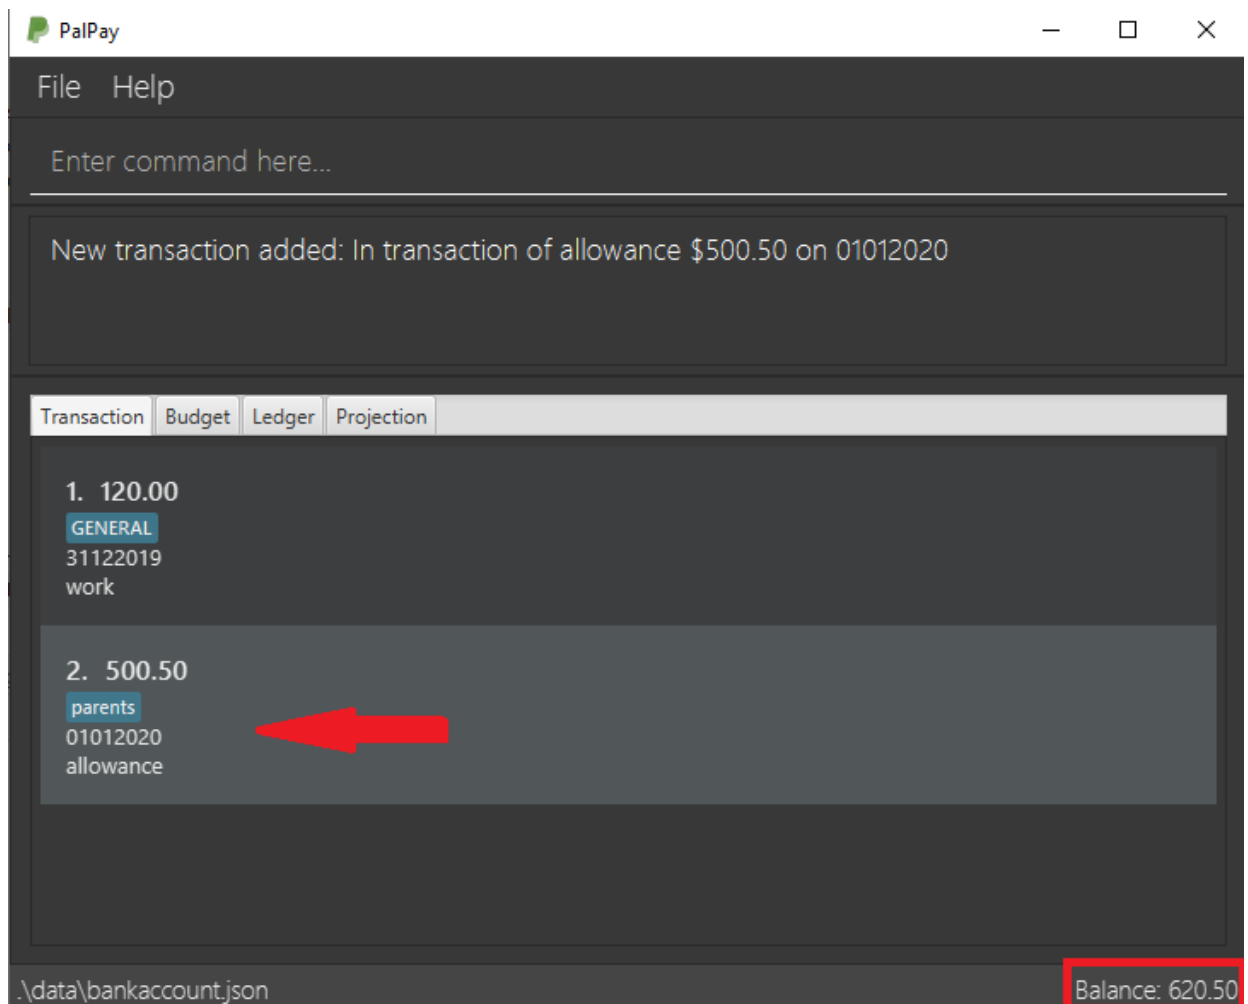 PalPay
File Help
Enter command here...
New transaction added: In transaction of allowance $500.50 on 01012020
Transaction Budget Ledger Projection
1. 120.00
GENERAL
31122019
work
2. 500.50
parents
01012020
allowance
.\data\bankaccount.json Balance: 620.50